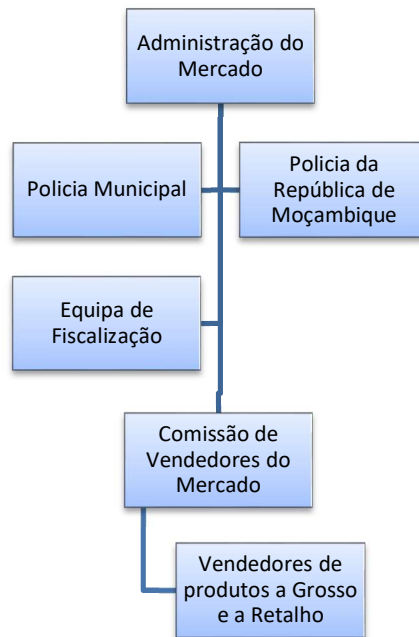 Administração do
Mercado
Policia Municipal
Policia da
República de
Moçambique
Equipa de
Fiscalização
Comissão de
Vendedores do
Mercado
Vendedores de
produtos a Grosso
e a Retalho